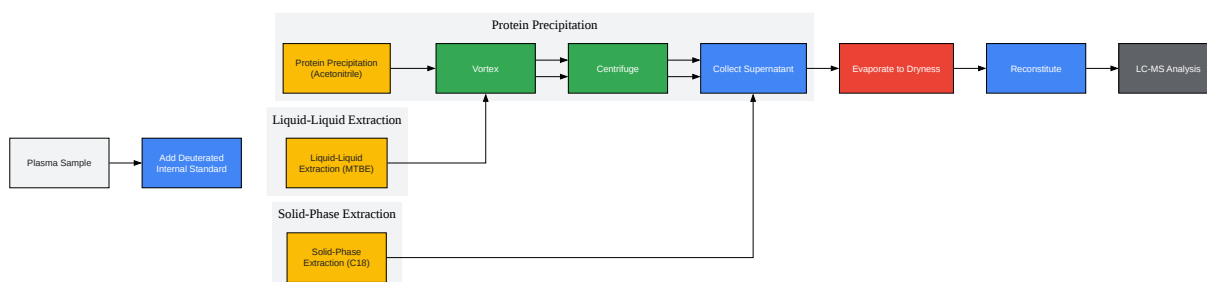 Protein Precipitation
Protein Precipitation
(Acetonitrile)
Vortex
Centrifuge
Collect Supernatant
Evaporate to Dryness
Reconstitute
LC-MS Analysis
Liquid-Liquid Extraction
Plasma Sample
Add Deuterated
Internal Standard
Liquid-Liquid
Extraction (MTBE)
Solid-Phase Extraction
Solid-Phase
Extraction (C18)